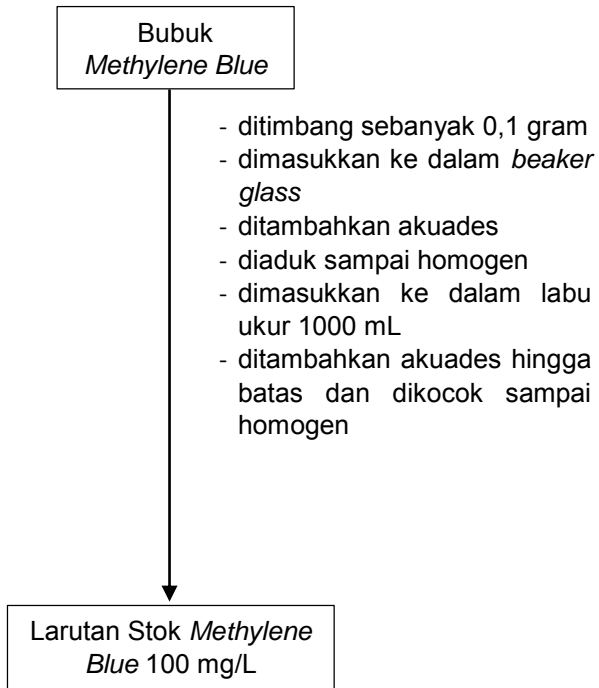 Bubuk
Methylene Blue
- ditimbang sebanyak 0,1 gram
- dimasukkan ke dalam beaker
glass
- ditambahkan akuades
- diaduk sampai homogen
- dimasukkan ke dalam labu
ukur 1000 mL
- ditambahkan akuades hingga
batas dan dikocok sampai
homogen
Larutan Stok Methylene
Blue 100 mg/L